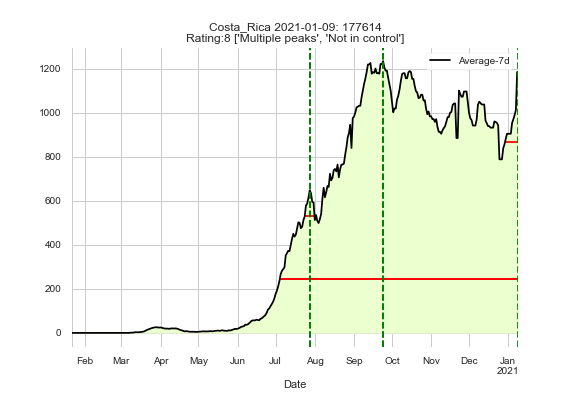 Costa_Rica 2021-01-09: 177614
Rating:8 ['Multiple peaks', 'Not in control']
Average-7d
1200
1000
800
600
400
200
0
Feb Mar Apr May Jun Jul Aug Sep Oct Nov Dec Jan
2021
Date